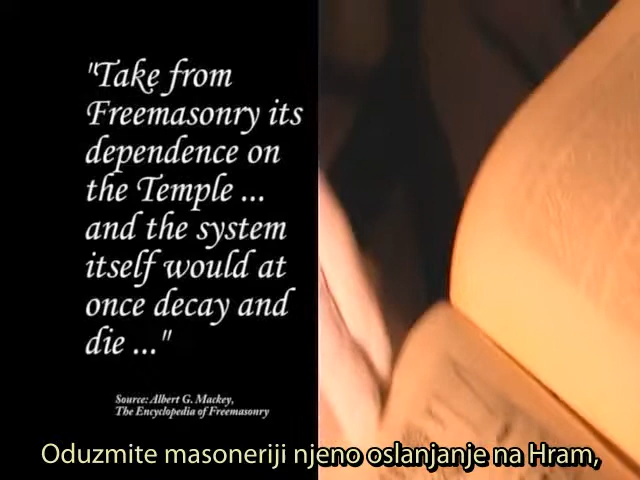 "Take from
Freemasonry its
dependence on
the Temple ...
and the system
itself would at
once decay and
die ..."
Source: Albert G. Mackey,
The Encyclopedia of Freemasonry
Oduzmite masoneriji njeno oslanjanje na Hram,